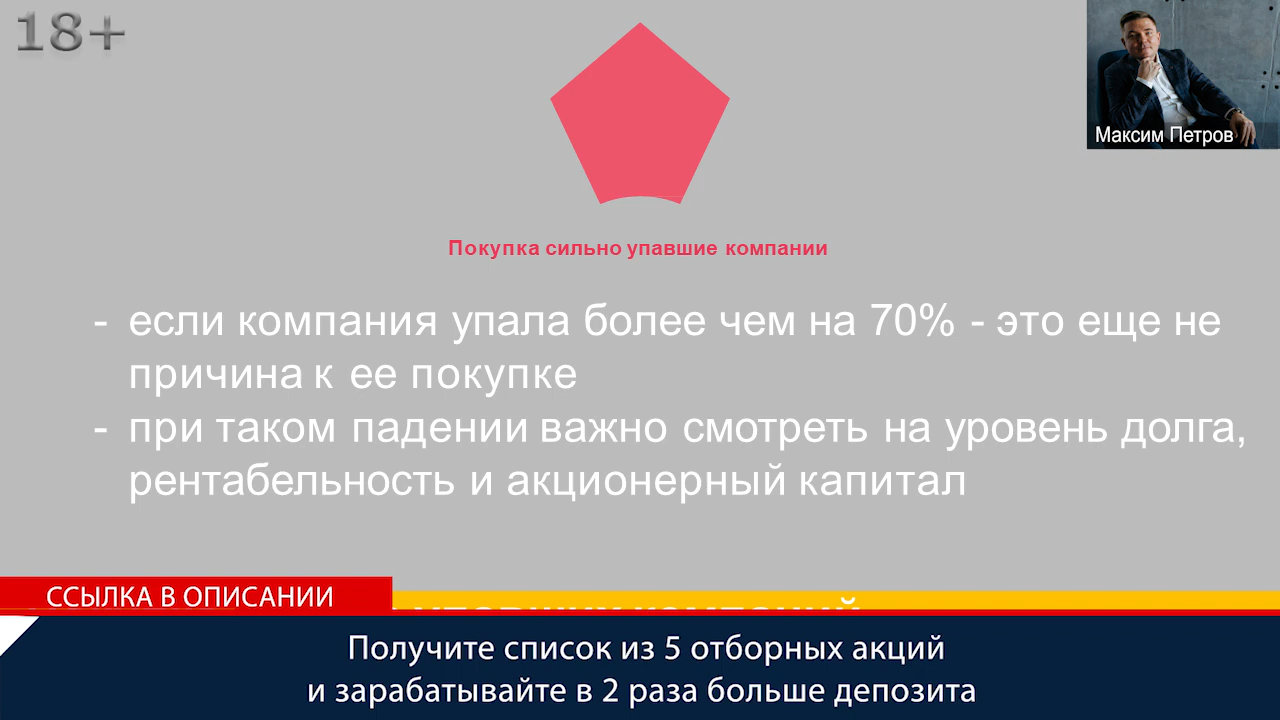 18+
Максим Петров
Покупка сильно упавшие компании
- если компания упала более чем на 70% - это еще не
причина к ее покупке
- при таком падении важно смотреть на уровень долга,
рентабельность и акционерный капитал
ССЫЛКА В ОПИСАНИИ
Получите список из 5 отборных акций
и зарабатывайте в 2 раза больше депозита